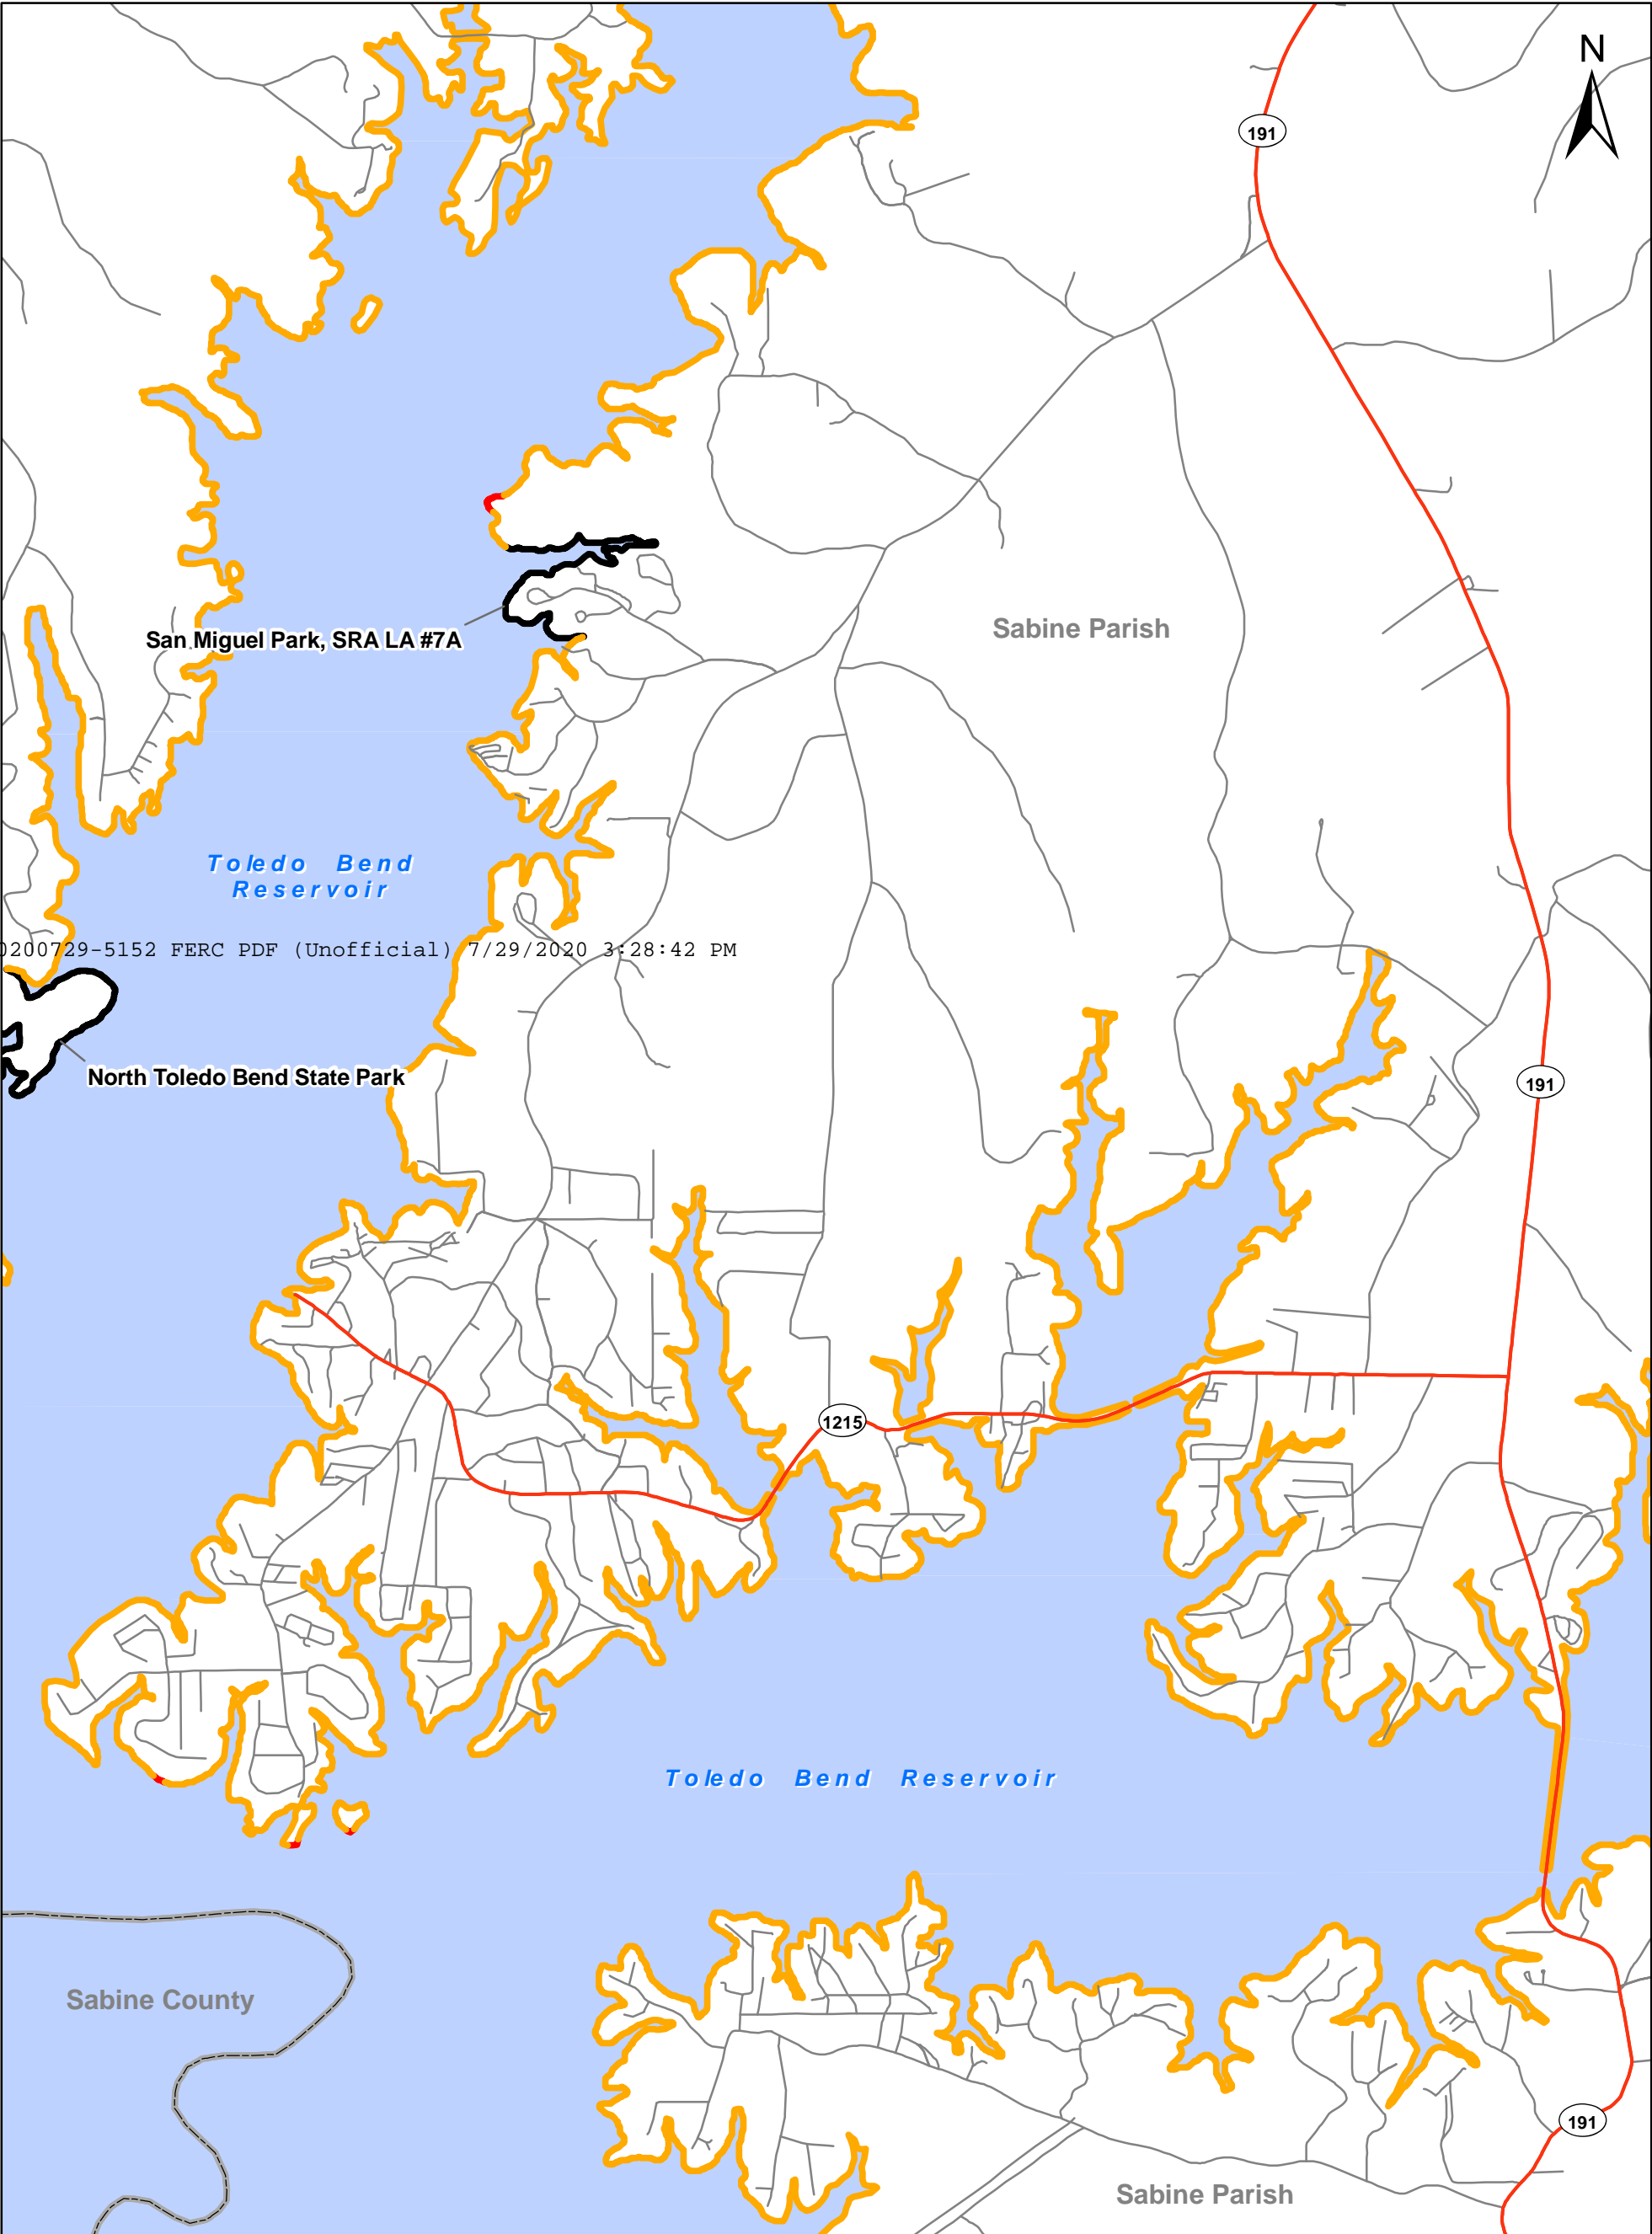 N
191
San Miguel Park, SRA LA #7A
Sabine Parish
Toledo Bend
Reservoir
0200729-5152 FERC PDF (Unofficial) 7/29/2020 3:28:42 PM
North Toledo Bend State Park
191
1215
Toledo Bend Reservoir
Sabine County
191
Sabine Parish